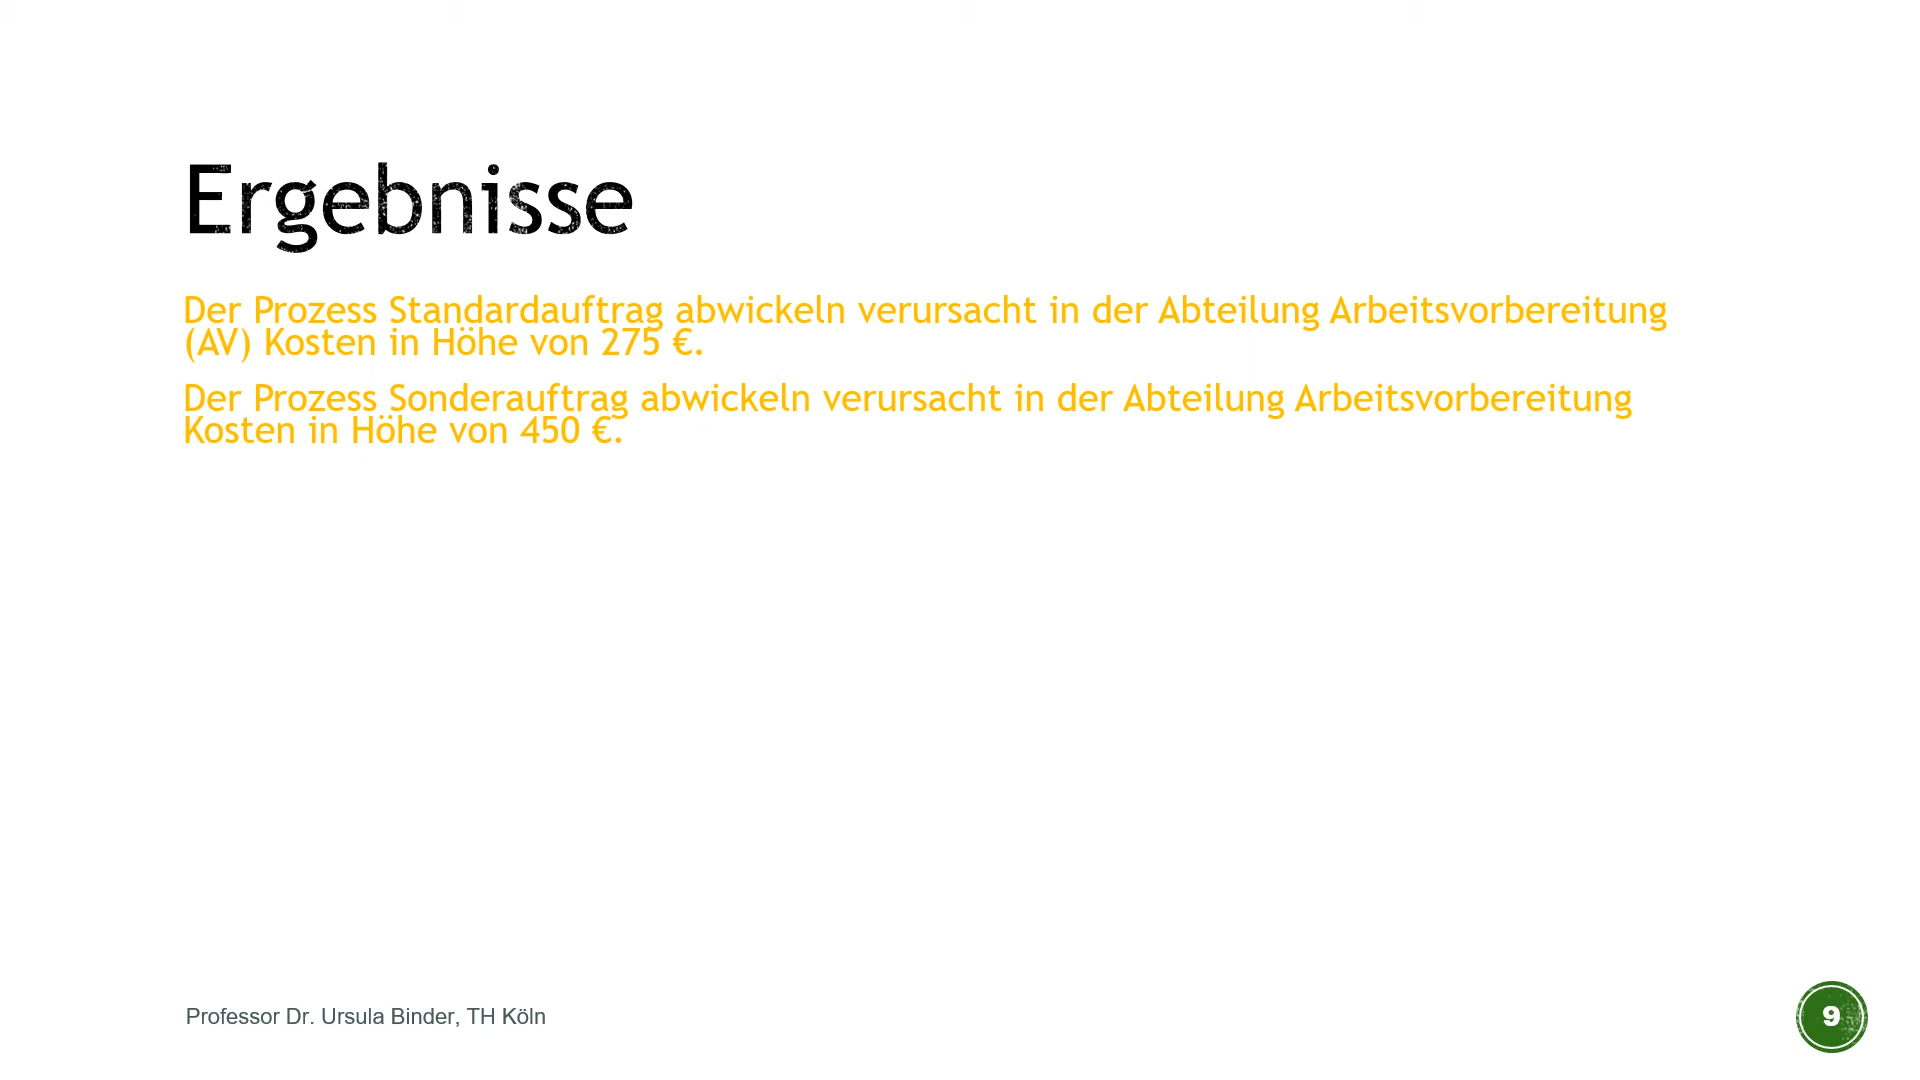 Ergebnisse
Der Prozess Standardauftrag abwickeln verursacht in der Abteilung Arbeitsvorbereitung
(AV) Kosten in Höhe von 275 €.
Der Prozess Sonderauftrag abwickeln verursacht in der Abteilung Arbeitsvorbereitung
Kosten in Höhe von 450 €.
Professor Dr. Ursula Binder, TH Köln
9